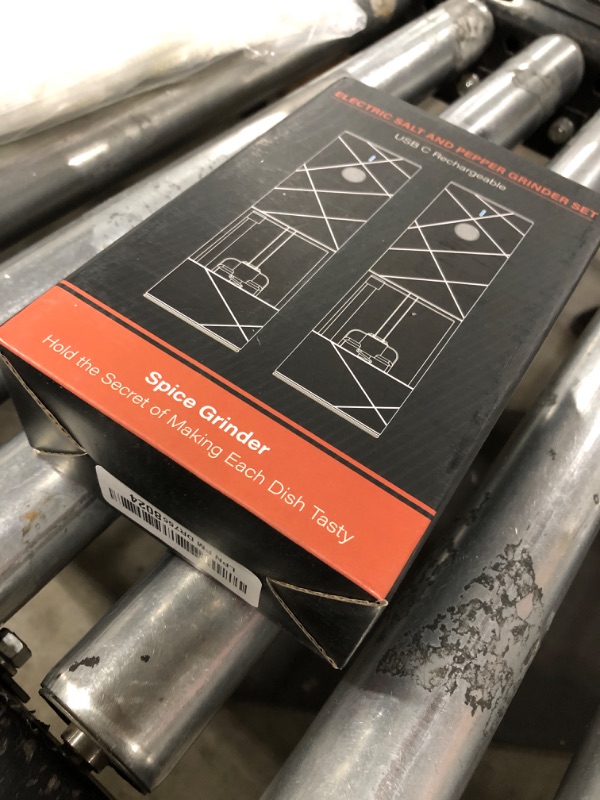 ELECTRIC SALT AND PEPPER GRINDER SET
USB C Rechargeable
Spice Grinder
Hold the Secret of Making Each Dish Tasty